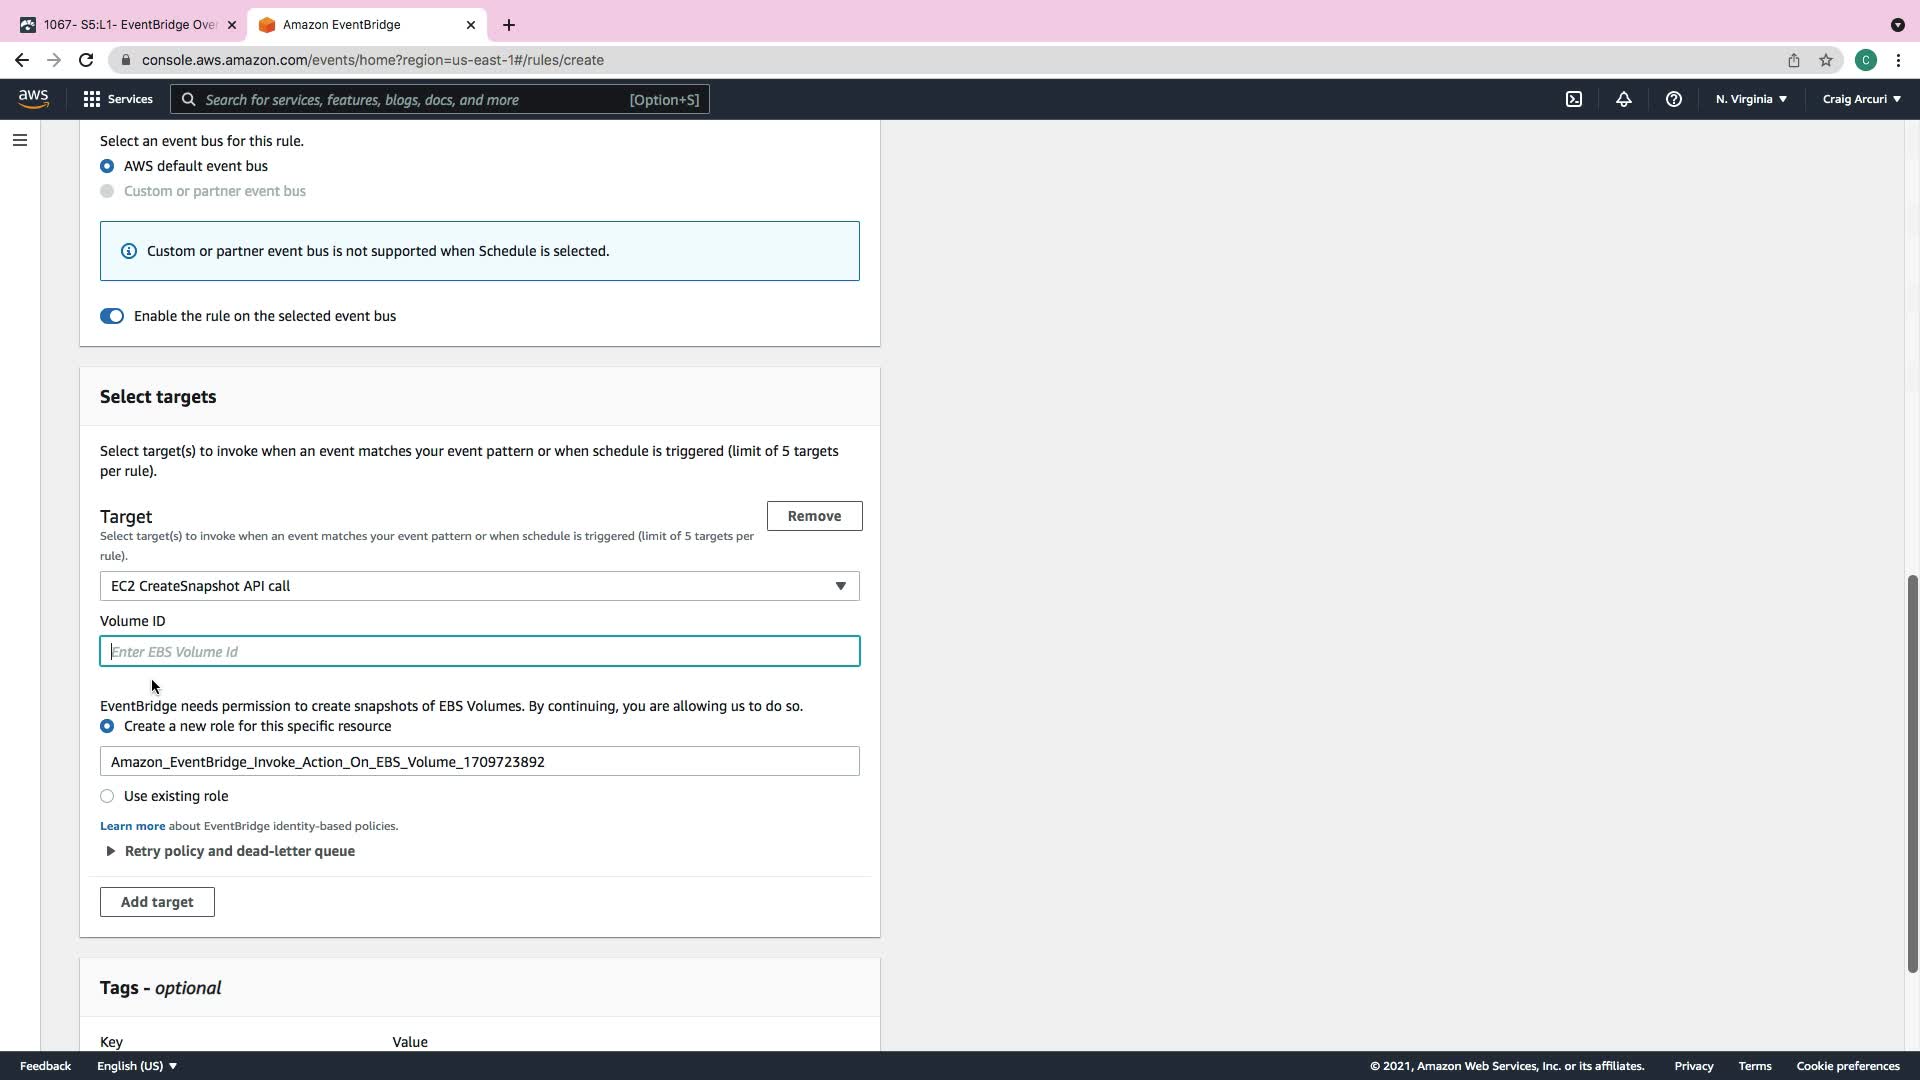 1067- S5:L1- EventBridge Over
Amazon EventBridge
console.aws.amazon.com/events/home?region=us-east-1#/rules/create
C
aws
Services
Search for services, features, blogs, docs, and more
[Option+S]
N. Virginia
Craig Arcuri
Select an event bus for this rule.
AWS default event bus
Custom or partner event bus
Custom or partner event bus is not supported when Schedule is selected.
Enable the rule on the selected event bus
Select targets
Select target(s) to invoke when an event matches your event pattern or when schedule is triggered (limit of 5 targets
per rule).
Target
Remove
Select target(s) to invoke when an event matches your event pattern or when schedule is triggered (limit of 5 targets per
rule).
EC2 CreateSnapshot API call
Volume ID
Enter EBS Volume Id
EventBridge needs permission to create snapshots of EBS Volumes. By continuing, you are allowing us to do so.
Create a new role for this specific resource
Amazon_EventBridge_Invoke_Action_On_EBS_Volume_1709723892
Use existing role
Learn more about EventBridge identity-based policies.
Retry policy and dead-letter queue
Add target
Tags - optional
Key
Value
Feedback
English (US)
© 2021, Amazon Web Services, Inc. or its affiliates.
Privacy
Terms
Cookie preferences